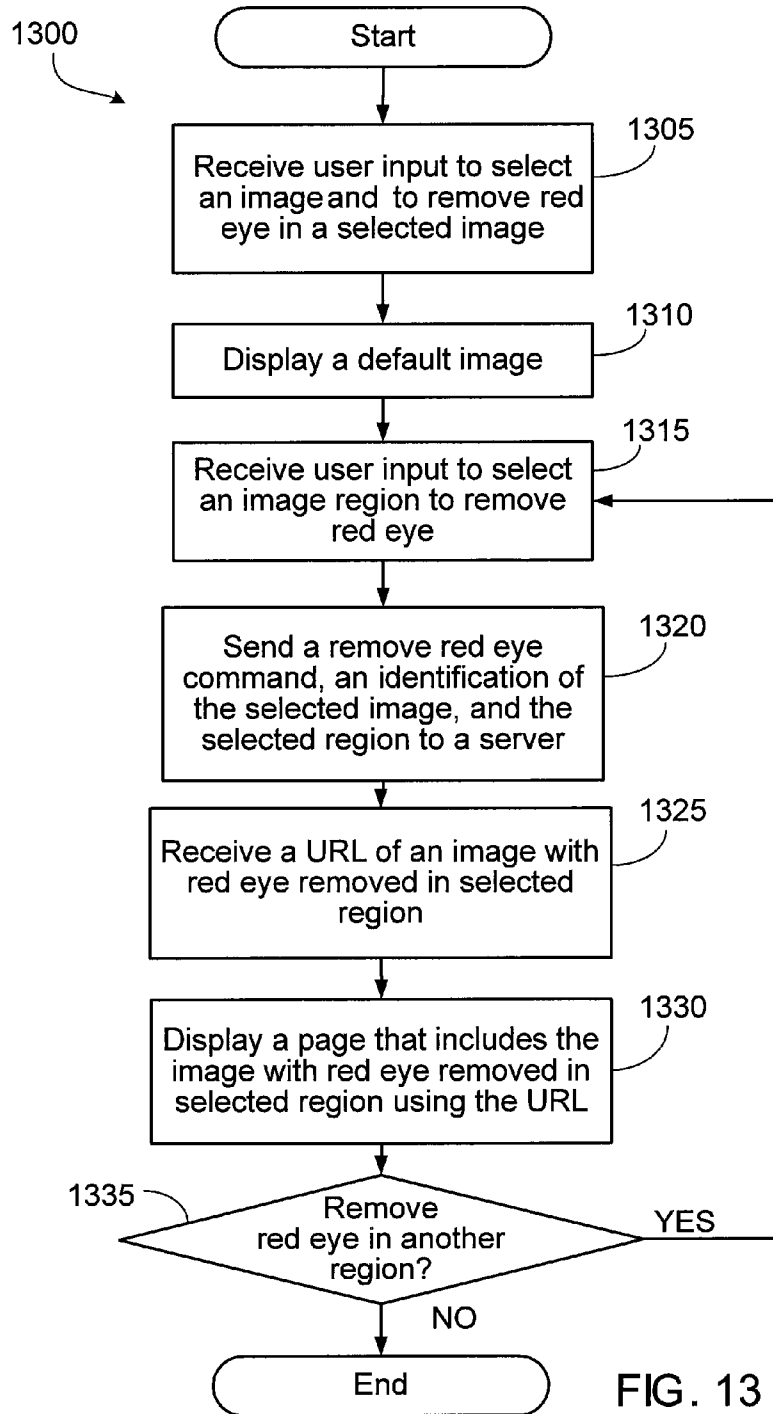 1300
Start
1305
Receive user input to select
an image and to remove red
eye in a selected image
1310
Display a default image
1315
Receive user input to select
an image region to remove
red eye
1320
Send a remove red eye
command, an identification of
the selected image, and the
selected region to a server
1325
Receive a URL of an image with
red eye removed in selected
region
1330
Display a page that includes the
image with red eye removed in
selected region using the URL
1335
Remove
red eye in another
region?
YES
NO
End
FIG. 13